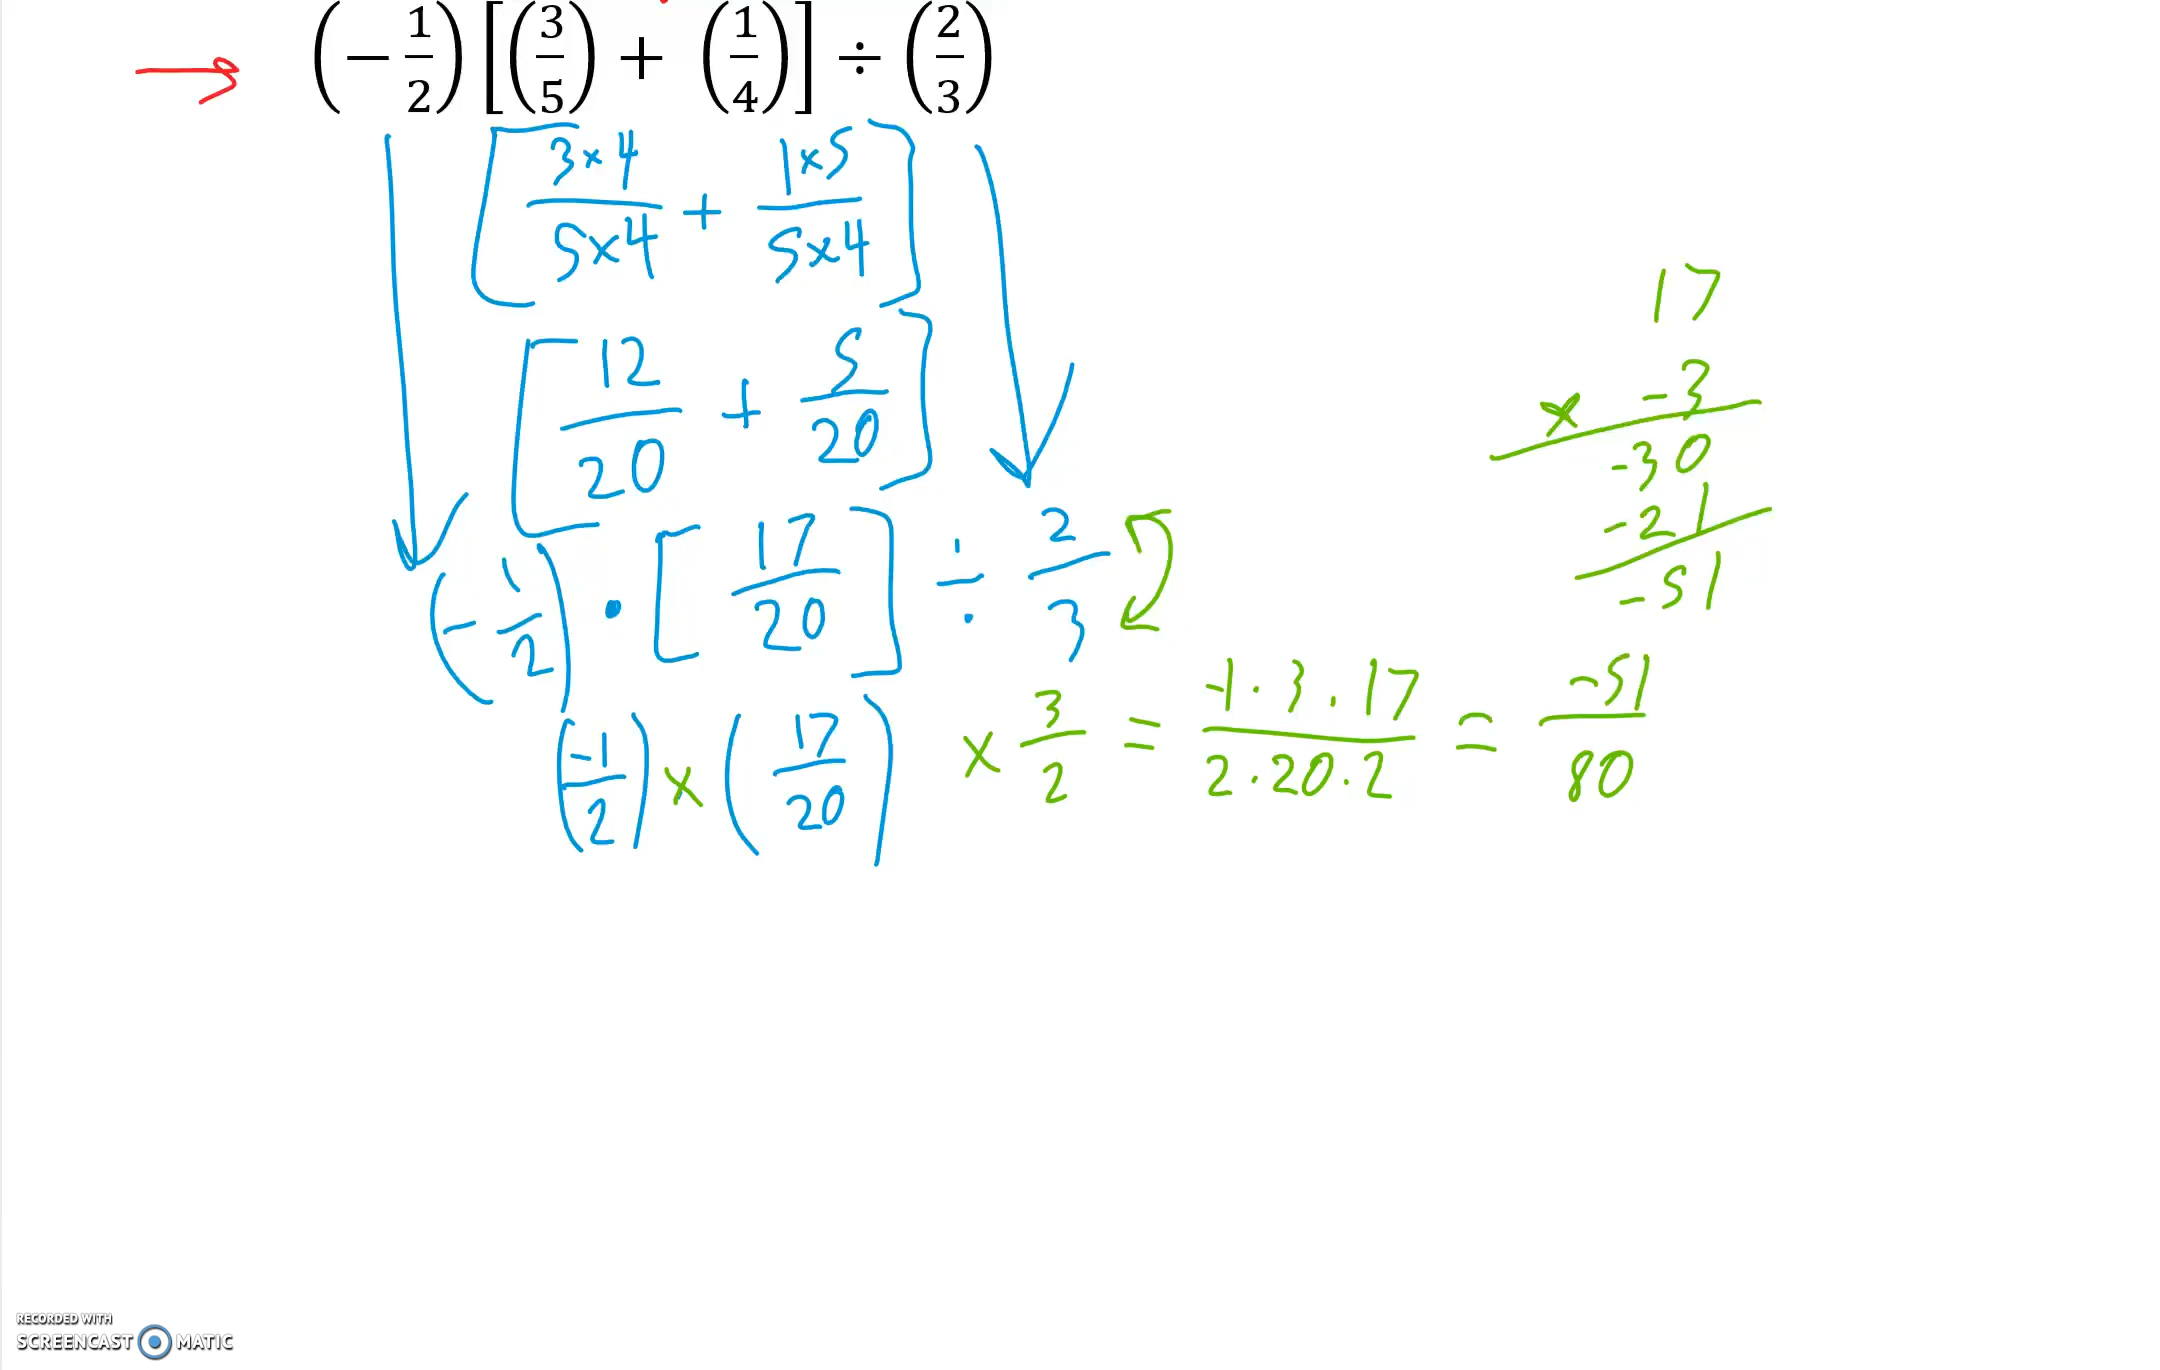 (−1/2)[(3/5) + (1/4)] ÷ (2/3)
[3×4/5×4 + 1×5/5×4]
[12/20 + 5/20]
(−1/2) · [17/20] ÷ 2/3
(−1/2) × (17/20) × 3/2 = −1·3·17/2·20·2 = −51/80
17
× −3
−30
−21
−51
RECORDED WITH
SCREENCAST MATIC